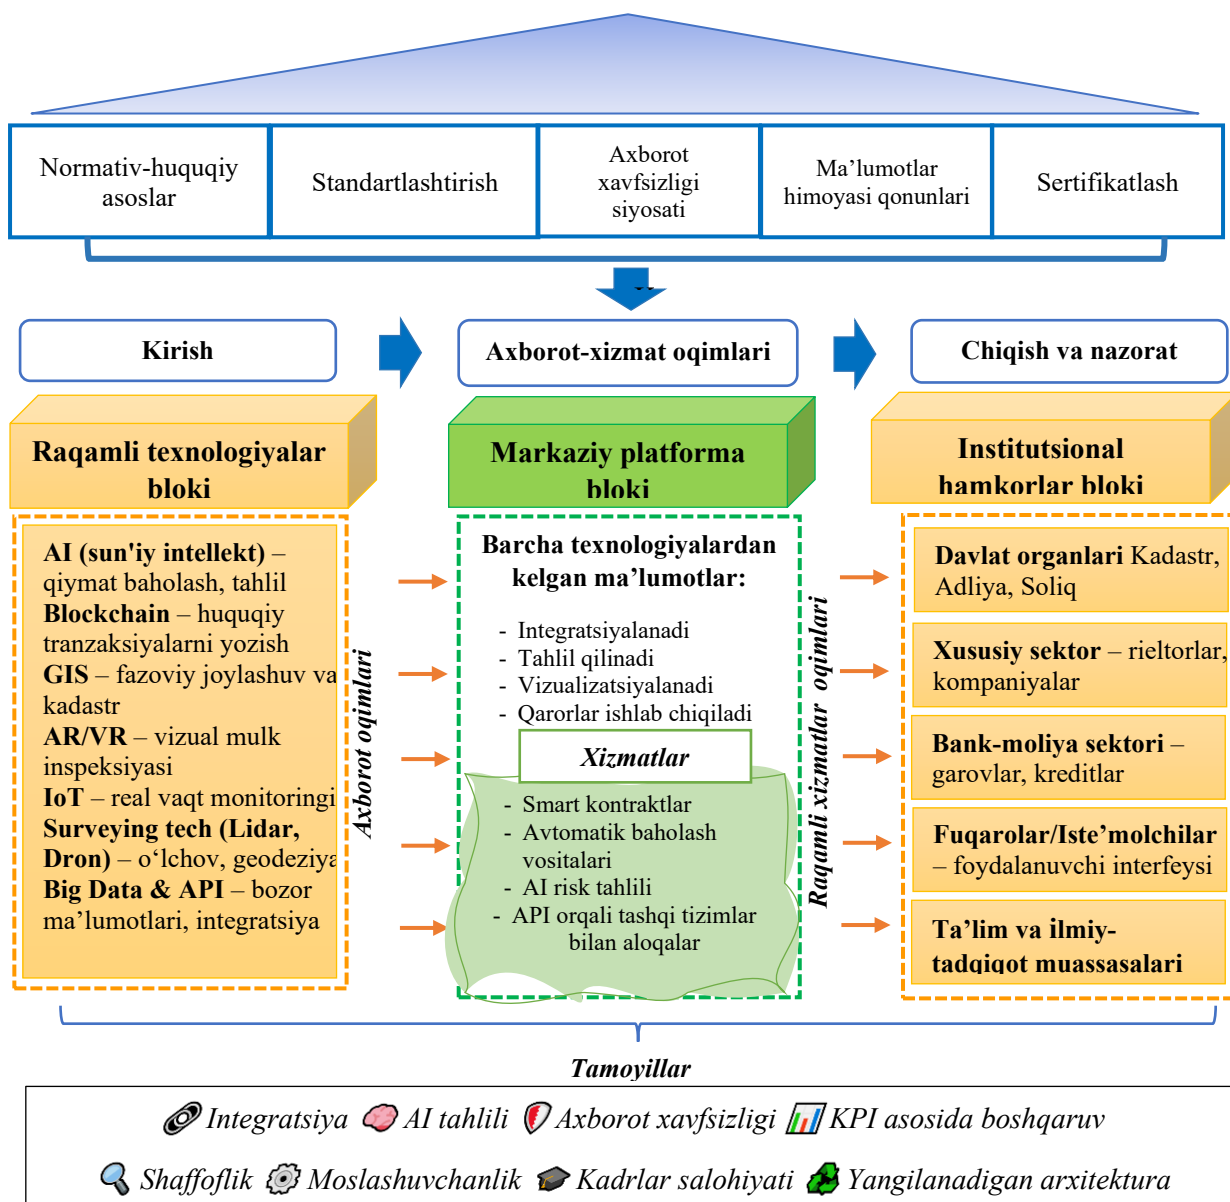 Normativ-huquqiy
asoslar
Standartlashtirish
Axborot
xavfsizligi
siyosati
Ma’lumotlar
himoyasi qonunlari
Sertifikatlash
Kirish
Axborot-xizmat oqimlari
Chiqish va nazorat
Raqamli texnologiyalar
bloki
Markaziy platforma
bloki
Institutsional
hamkorlar bloki
AI (sun'iy intellekt) –
qiymat baholash, tahlil
Blockchain – huquqiy
tranzaksiyalarni yozish
GIS – fazoviy joylashuv va
kadastr
AR/VR – vizual mulk
inspeksiyasi
IoT – real vaqt monitoringi
Surveying tech (Lidar,
Dron) – o‘lchov, geodeziya
Big Data & API – bozor
ma’lumotlari, integratsiya
Axborot oqimlari
Barcha texnologiyalardan
kelgan ma’lumotlar:
- Integratsiyalanadi
- Tahlil qilinadi
- Vizualizatsiyalanadi
- Qarorlar ishlab chiqiladi
Xizmatlar
- Smart kontraktlar
- Avtomatik baholash
vositalari
- AI risk tahlili
- API orqali tashqi tizimlar
bilan aloqalar
Raqamli xizmatlar oqimlari
Davlat organlari Kadastr,
Adliya, Soliq
Xususiy sektor – rieltorlar,
kompaniyalar
Bank-moliya sektori –
garovlar, kreditlar
Fuqarolar/Iste’molchilar
– foydalanuvchi interfeysi
Ta’lim va ilmiy-
tadqiqot muassasalari
Tamoyillar
Integratsiya AI tahlili Axborot xavfsizligi KPI asosida boshqaruv
Shaffoflik Moslashuvchanlik Kadrlar salohiyati Yangilanadigan arxitektura